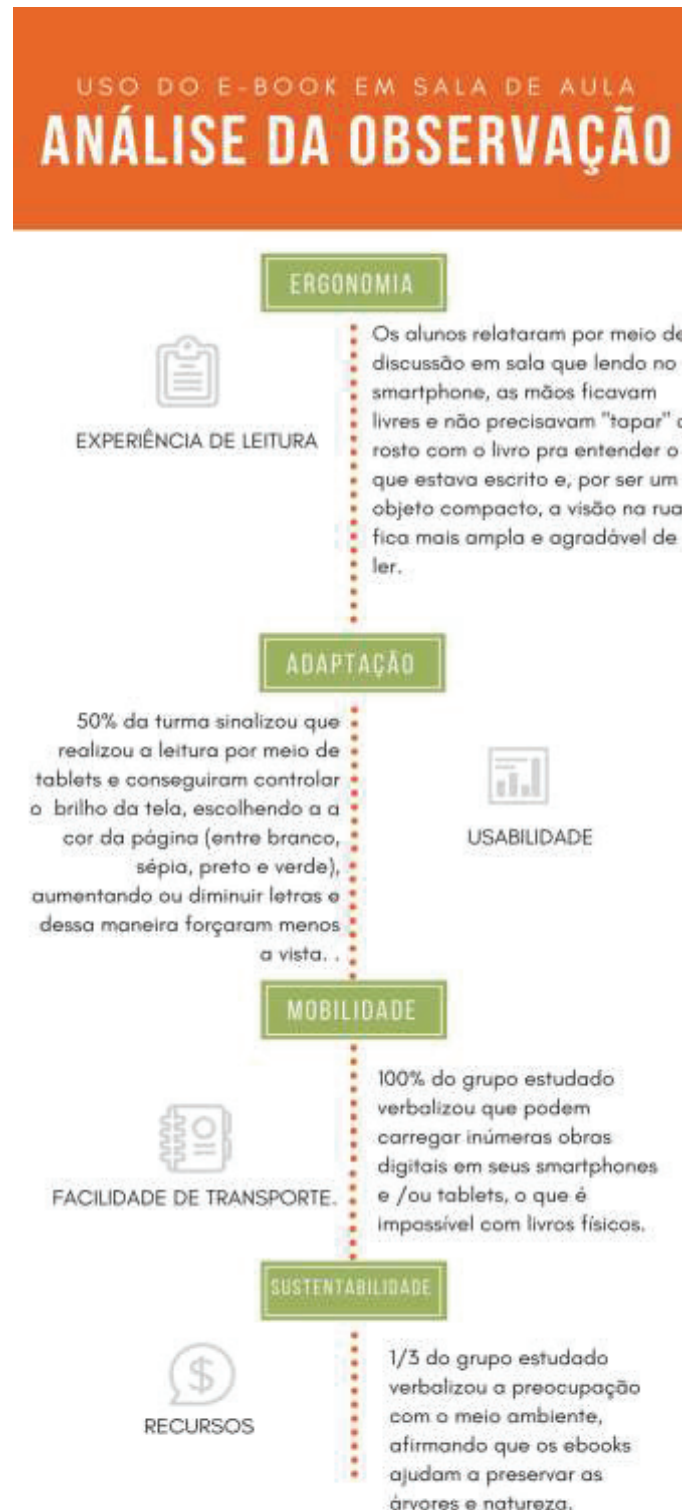 USO DO E-BOOK EM SALA DE AULA
ANÁLISE DA OBSERVAÇÃO
ERGONOMIA
EXPERIÊNCIA DE LEITURA
Os alunos relataram por meio de
discussão em sala que lendo no
smartphone, as mãos ficavam
livres e não precisavam "tapar" o
rosto com o livro pra entender o
que estava escrito e, por ser um
objeto compacto, a visão na rua
fica mais ampla e agradável de
ler.
ADAPTAÇÃO
50% da turma sinalizou que
realizou a leitura por meio de
tablets e conseguiram controlar
o brilho da tela, escolhendo a a
cor da página (entre branco,
sépia, preto e verde),
aumentando ou diminuir letras e
dessa maneira forçaram menos
a vista. .
USABILIDADE
MOBILIDADE
FACILIDADE DE TRANSPORTE.
100% do grupo estudado
verbalizou que podem
carregar inúmeras obras
digitais em seus smartphones
e /ou tablets, o que é
impossível com livros físicos.
SUSTENTABILIDADE
$
RECURSOS
1/3 do grupo estudado
verbalizou a preocupação
com o meio ambiente,
afirmando que os ebooks
ajudam a preservar as
árvores e natureza.